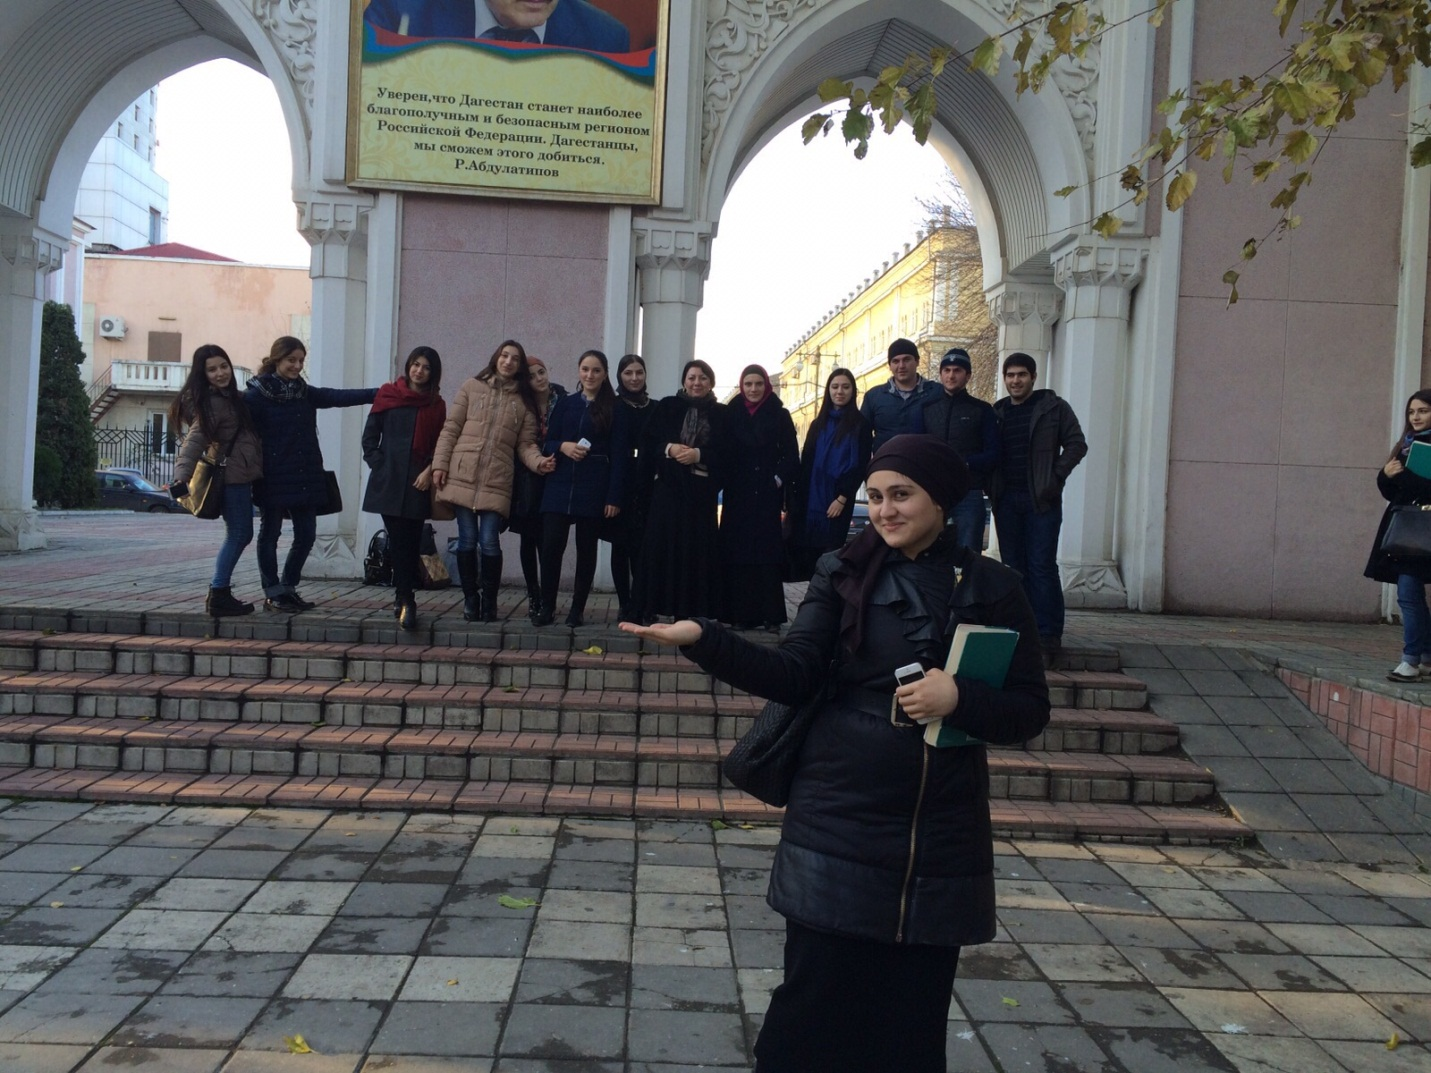 Уверен,что Дагестан станет наиболее
благополучным и безопасным регионом
Российской Федерации. Дагестанцы,
мы сможем этого добиться.
Р.Абдулатипов